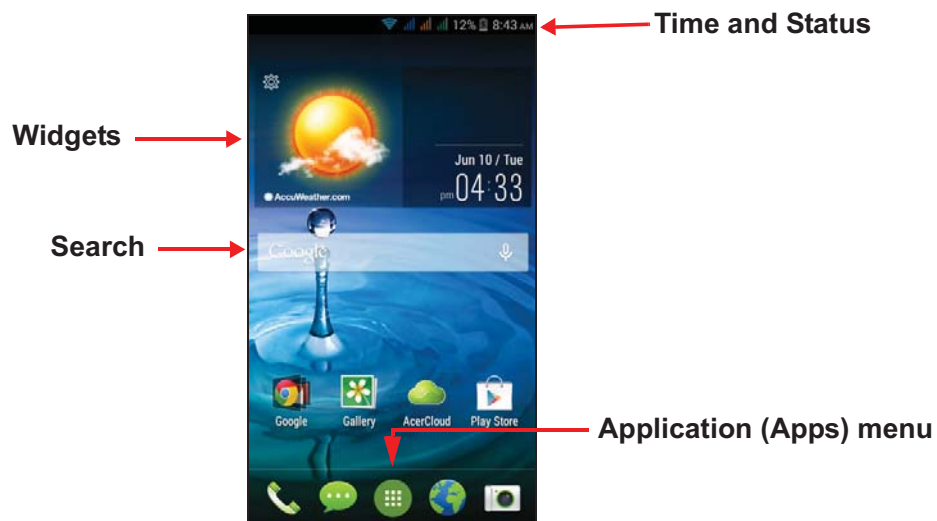 12% 8:43 AM
Time and Status
Widgets
Jun 10 / Tue
pm 04:33
AccuWeather.com
Search
Google
Google
Gallery
AcerCloud
Play Store
Application (Apps) menu